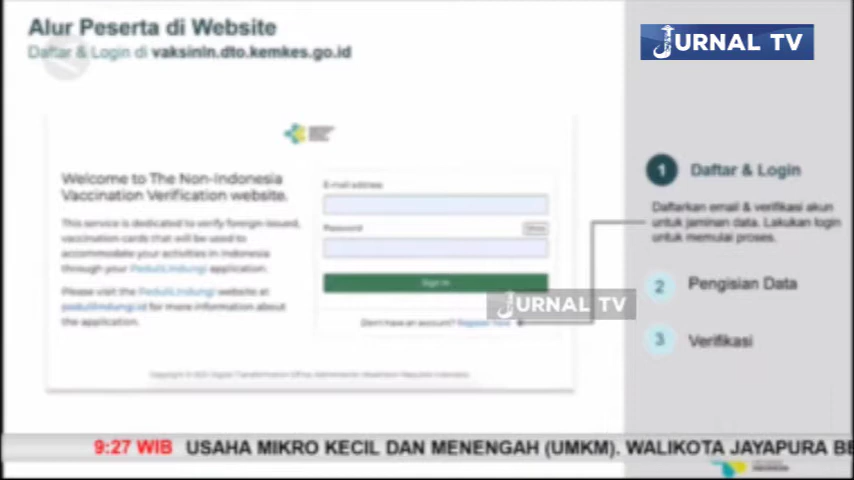 Alur Peserta di Website
Daftar & Login di vaksinln.dto.kemkes.go.id
JURNAL TV
Welcome to The Non-Indonesia
Vaccination Verification website.
This service is dedicated to verify foreign-issued,
vaccination cards that will be used to
accommodate your activities in Indonesia
through your PeduliLindungi application.
Please visit the PeduliLindungi website at
pedulilindungi.id for more information about
the application.
E-mail address
Password
Show
Sign In
Don't have an account? Register here
1 Daftar & Login
Daftarkan email & verifikasi akun
untuk jaminan data. Lakukan login
untuk memulai proses.
2 Pengisian Data
3 Verifikasi
JURNAL TV
9:27 WIB USAHA MIKRO KECIL DAN MENENGAH (UMKM). WALIKOTA JAYAPURA BE